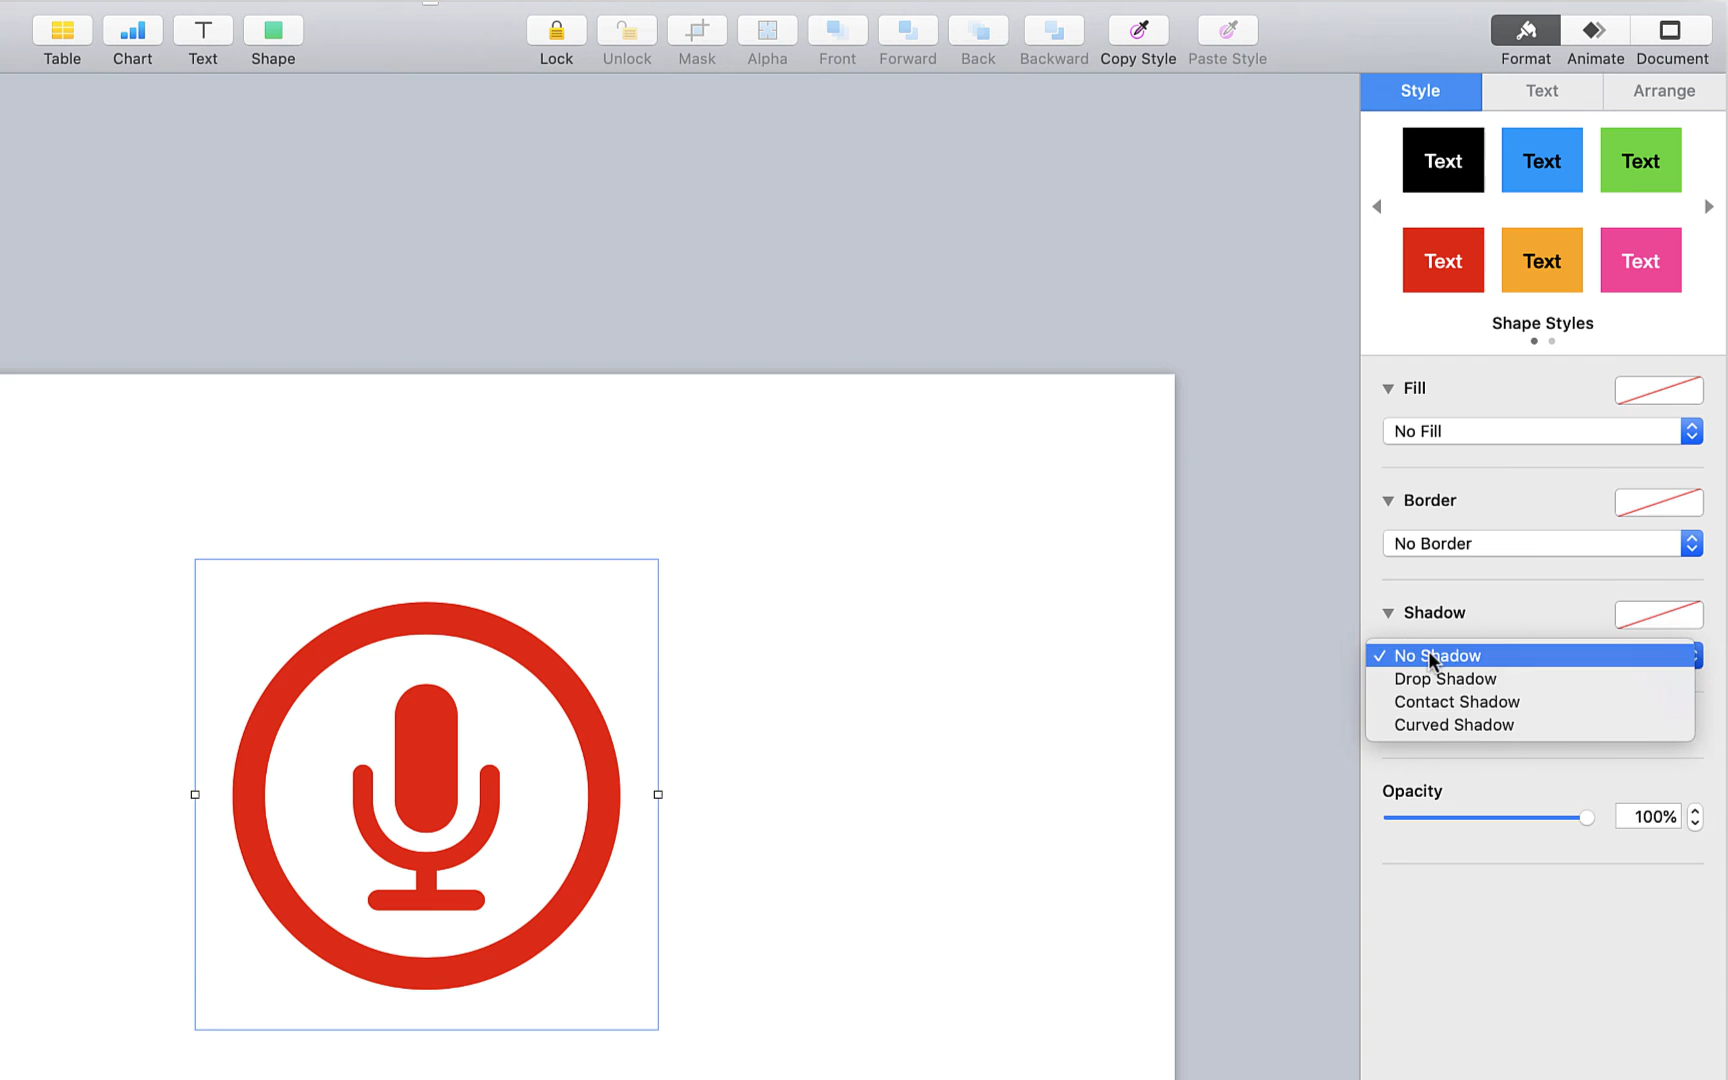 Table Chart Text Shape Lock Unlock Mask Alpha Front Forward Back Backward Copy Style Paste Style Format Animate Document
Style Text Arrange
Text Text Text
Text Text Text
Shape Styles
Fill
No Fill
Border
No Border
Shadow
✓ No Shadow
Drop Shadow
Contact Shadow
Curved Shadow
Opacity
100%